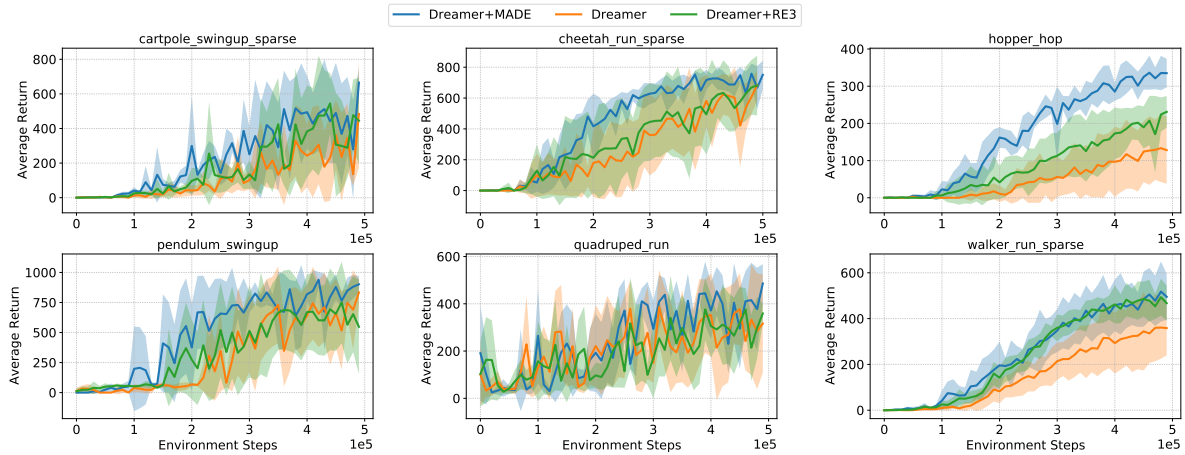 Dreamer+MADE Dreamer Dreamer+RE3
cartpole_swingup_sparse
Average Return
800
600
400
200
0
0 1 2 3 4 5
1e5
cheetah_run_sparse
Average Return
800
600
400
200
0
0 1 2 3 4 5
1e5
hopper_hop
Average Return
400
300
200
100
0
0 1 2 3 4 5
1e5
pendulum_swingup
Average Return
1000
750
500
250
0
0 1 2 3 4 5
Environment Steps
1e5
quadruped_run
Average Return
600
400
200
0
0 1 2 3 4 5
Environment Steps
1e5
walker_run_sparse
Average Return
600
400
200
0
0 1 2 3 4 5
Environment Steps
1e5